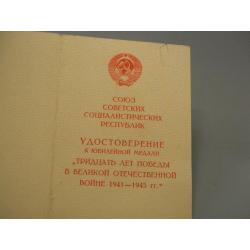 СОЮЗ
СОВЕТСКИХ
СОЦИАЛИСТИЧЕСКИХ
РЕСПУБЛИК
УДОСТОВЕРЕНИЕ
К ЮБИЛЕЙНОЙ МЕДАЛИ
„ТРИДЦАТЬ ЛЕТ ПОБЕДЫ
В ВЕЛИКОЙ ОТЕЧЕСТВЕННОЙ
ВОЙНЕ 1941—1945 гг.“